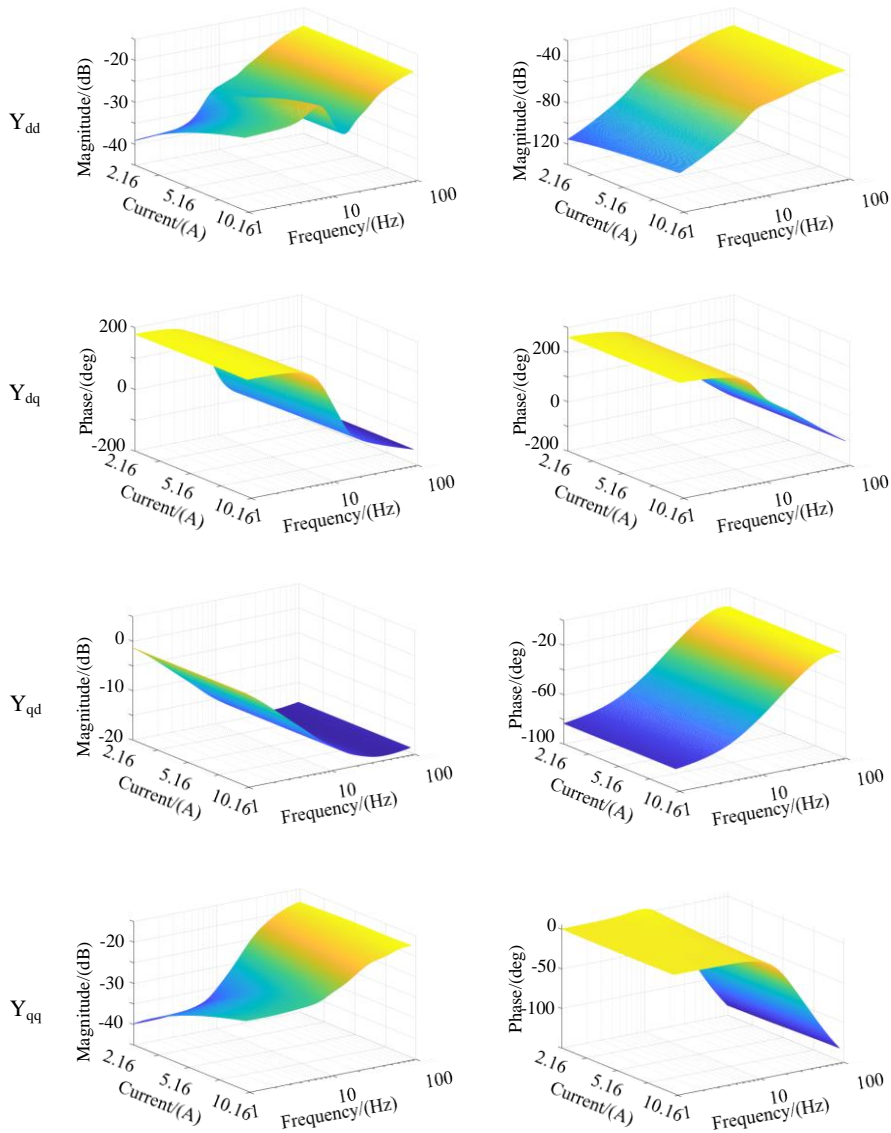 Y_dd
Magnitude/(dB)
-20
-30
-40
2.16
5.16
10.16
Current/(A)
1
10
100
Frequency/(Hz)
Magnitude/(dB)
-40
-60
-80
-100
120
2.16
5.16
10.16
Current/(A)
1
10
100
Frequency/(Hz)
Y_dq
Phase/(deg)
200
0
-200
2.16
5.16
10.16
Current/(A)
1
10
100
Frequency/(Hz)
Phase/(deg)
200
0
-200
2.16
5.16
10.16
Current/(A)
1
10
100
Frequency/(Hz)
Y_qd
Magnitude/(dB)
0
-10
-20
2.16
5.16
10.16
Current/(A)
1
10
100
Frequency/(Hz)
Phase/(deg)
-20
-60
-80
-100
2.16
5.16
10.16
Current/(A)
1
10
100
Frequency/(Hz)
Y_qq
Magnitude/(dB)
-20
-30
-40
2.16
5.16
10.16
Current/(A)
1
10
100
Frequency/(Hz)
Phase/(deg)
0
-50
100
2.16
5.16
10.16
Current/(A)
1
10
100
Frequency/(Hz)